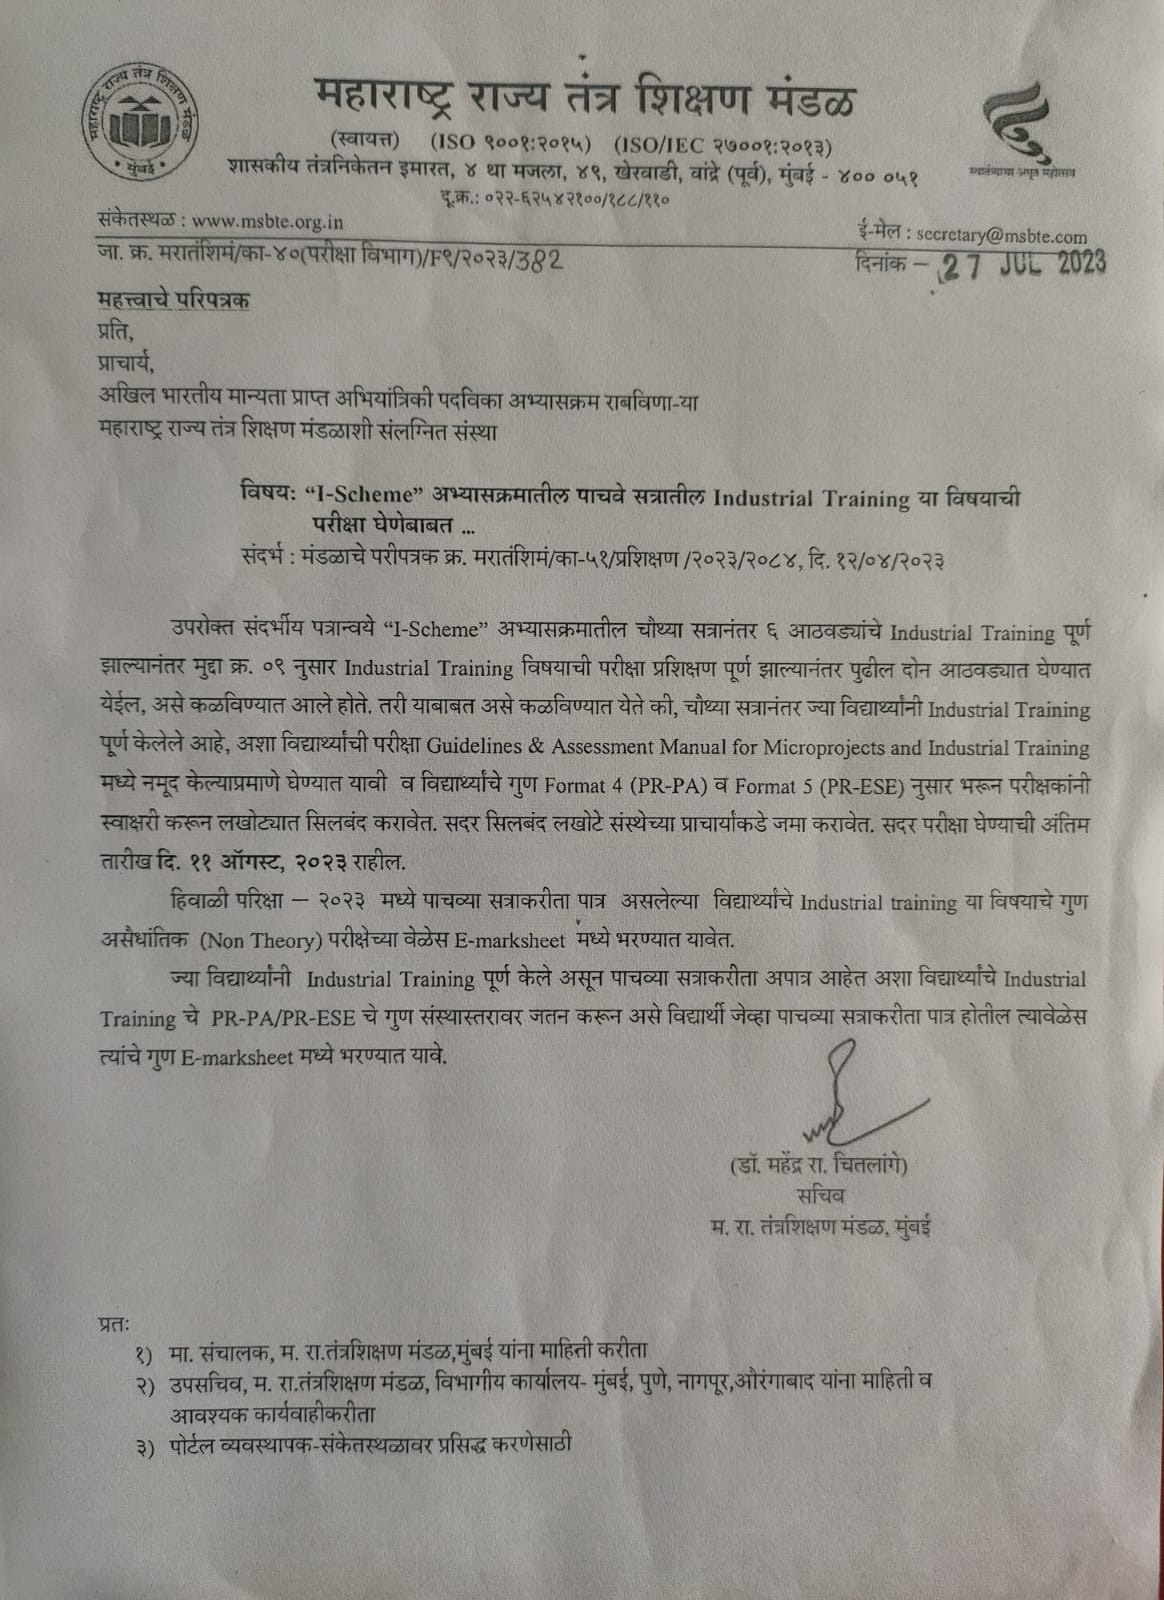 महाराष्ट्र राज्य तंत्र शिक्षण मंडळ
मुंबई
महाराष्ट्र राज्य तंत्र शिक्षण मंडळ
(स्वायत्त) (ISO ९००१:२०१५) (ISO/IEC २७००१:२०१३)
शासकीय तंत्रनिकेतन इमारत, ४ था मजला, ४९, खेरवाडी, वांद्रे (पूर्व), मुंबई - ४०० ०५१
दू.क्र.: ०२२-६२५४२१००/१८८/११०
स्वातंत्र्याचा अमृत महोत्सव
संकेतस्थळ : www.msbte.org.in
ई-मेल : secretary@msbte.com
जा. क्र. मरातंशिमं/का-४०(परीक्षा विभाग)/F९/२०२३/382
दिनांक – 27 JUL 2023
महत्त्वाचे परिपत्रक
प्रति,
प्राचार्य,
अखिल भारतीय मान्यता प्राप्त अभियांत्रिकी पदविका अभ्यासक्रम राबविणा-या
महाराष्ट्र राज्य तंत्र शिक्षण मंडळाशी संलग्नित संस्था
विषय: “I-Scheme” अभ्यासक्रमातील पाचवे सत्रातील Industrial Training या विषयाची
परीक्षा घेणेबाबत ...
संदर्भ : मंडळाचे परीपत्रक क्र. मरातंशिमं/का-५१/प्रशिक्षण /२०२३/२०८४, दि. १२/०४/२०२३
उपरोक्त संदर्भीय पत्रान्वये “I-Scheme” अभ्यासक्रमातील चौथ्या सत्रानंतर ६ आठवड्यांचे Industrial Training पूर्ण
झाल्यानंतर मुद्दा क्र. ०९ नुसार Industrial Training विषयाची परीक्षा प्रशिक्षण पूर्ण झाल्यानंतर पुढील दोन आठवड्यात घेण्यात
येईल, असे कळविण्यात आले होते. तरी याबाबत असे कळविण्यात येते की, चौथ्या सत्रानंतर ज्या विद्यार्थ्यांनी Industrial Training
पूर्ण केलेले आहे, अशा विद्यार्थ्यांची परीक्षा Guidelines & Assessment Manual for Microprojects and Industrial Training
मध्ये नमूद केल्याप्रमाणे घेण्यात यावी व विद्यार्थ्यांचे गुण Format 4 (PR-PA) व Format 5 (PR-ESE) नुसार भरून परीक्षकांनी
स्वाक्षरी करून लखोट्यात सिलबंद करावेत. सदर सिलबंद लखोटे संस्थेच्या प्राचार्यांकडे जमा करावेत. सदर परीक्षा घेण्याची अंतिम
तारीख दि. ११ ऑगस्ट, २०२३ राहील.
हिवाळी परिक्षा – २०२३ मध्ये पाचव्या सत्राकरीता पात्र असलेल्या विद्यार्थ्यांचे Industrial training या विषयाचे गुण
असैधांतिक (Non Theory) परीक्षेच्या वेळेस E-marksheet मध्ये भरण्यात यावेत.
ज्या विद्यार्थ्यांनी Industrial Training पूर्ण केले असून पाचव्या सत्राकरीता अपात्र आहेत अशा विद्यार्थ्यांचे Industrial
Training चे PR-PA/PR-ESE चे गुण संस्थास्तरावर जतन करून असे विद्यार्थी जेव्हा पाचव्या सत्राकरीता पात्र होतील त्यावेळेस
त्यांचे गुण E-marksheet मध्ये भरण्यात यावे.
(डॉ. महेंद्र रा. चितलांगे)
सचिव
म. रा. तंत्रशिक्षण मंडळ, मुंबई
प्रतः
१) मा. संचालक, म. रा.तंत्रशिक्षण मंडळ,मुंबई यांना माहिती करीता
२) उपसचिव, म. रा.तंत्रशिक्षण मंडळ, विभागीय कार्यालय- मुंबई, पुणे, नागपूर,औरंगाबाद यांना माहिती व
आवश्यक कार्यवाहीकरीता
३) पोर्टल व्यवस्थापक-संकेतस्थळावर प्रसिद्ध करणेसाठी